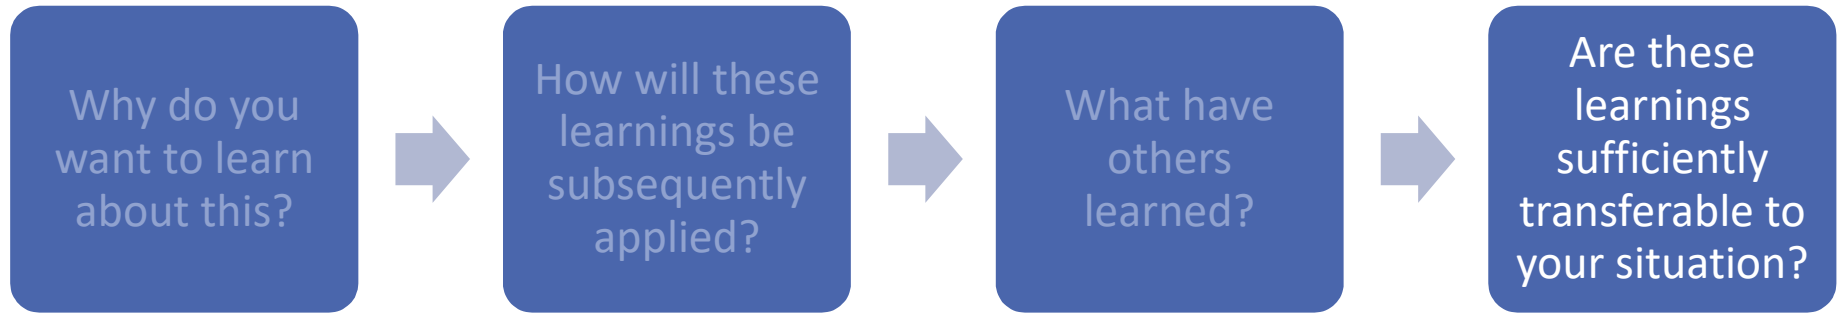 Why do you
want to learn
about this?
How will these
learnings be
subsequently
applied?
What have
others
learned?
Are these
learnings
sufficiently
transferable to
your situation?